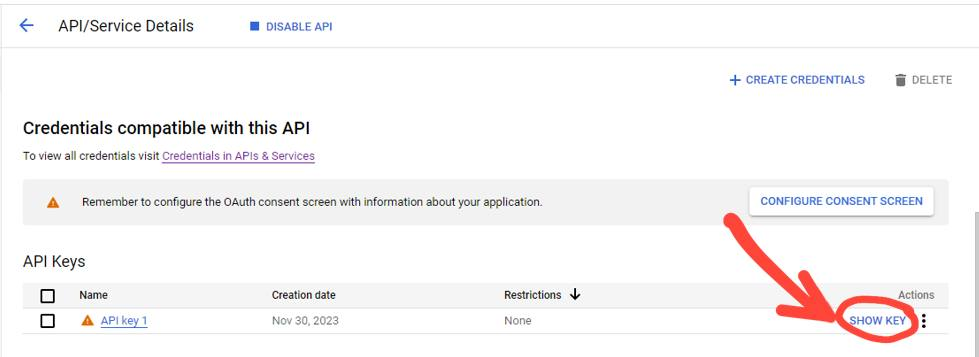 API/Service Details DISABLE API
CREATE CREDENTIALS DELETE
Credentials compatible with this API
To view all credentials visit Credentials in APIs & Services
Remember to configure the OAuth consent screen with information about your application. CONFIGURE CONSENT SCREEN
API Keys
Name Creation date Restrictions Actions
API key 1 Nov 30, 2023 None SHOW KEY